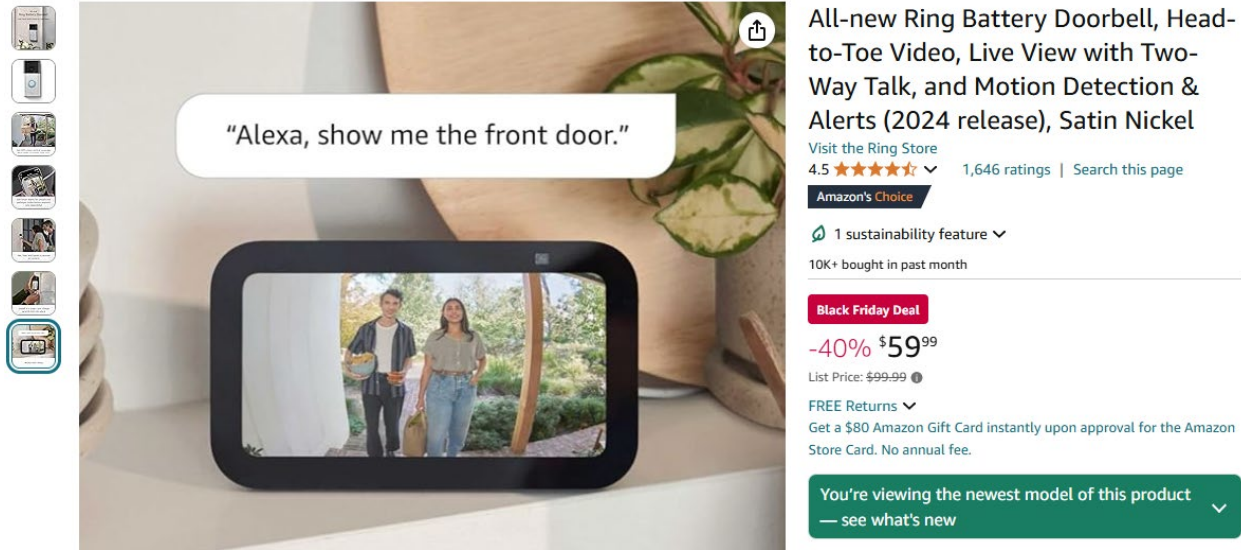 “Alexa, show me the front door.”
All-new Ring Battery Doorbell, Head-
to-Toe Video, Live View with Two-
Way Talk, and Motion Detection &
Alerts (2024 release), Satin Nickel
Visit the Ring Store
4.5 1,646 ratings | Search this page
Amazon's Choice
1 sustainability feature
10K+ bought in past month
Black Friday Deal
-40% $59 99
List Price: $99.99
FREE Returns
Get a $80 Amazon Gift Card instantly upon approval for the Amazon
Store Card. No annual fee.
You’re viewing the newest model of this product
— see what's new